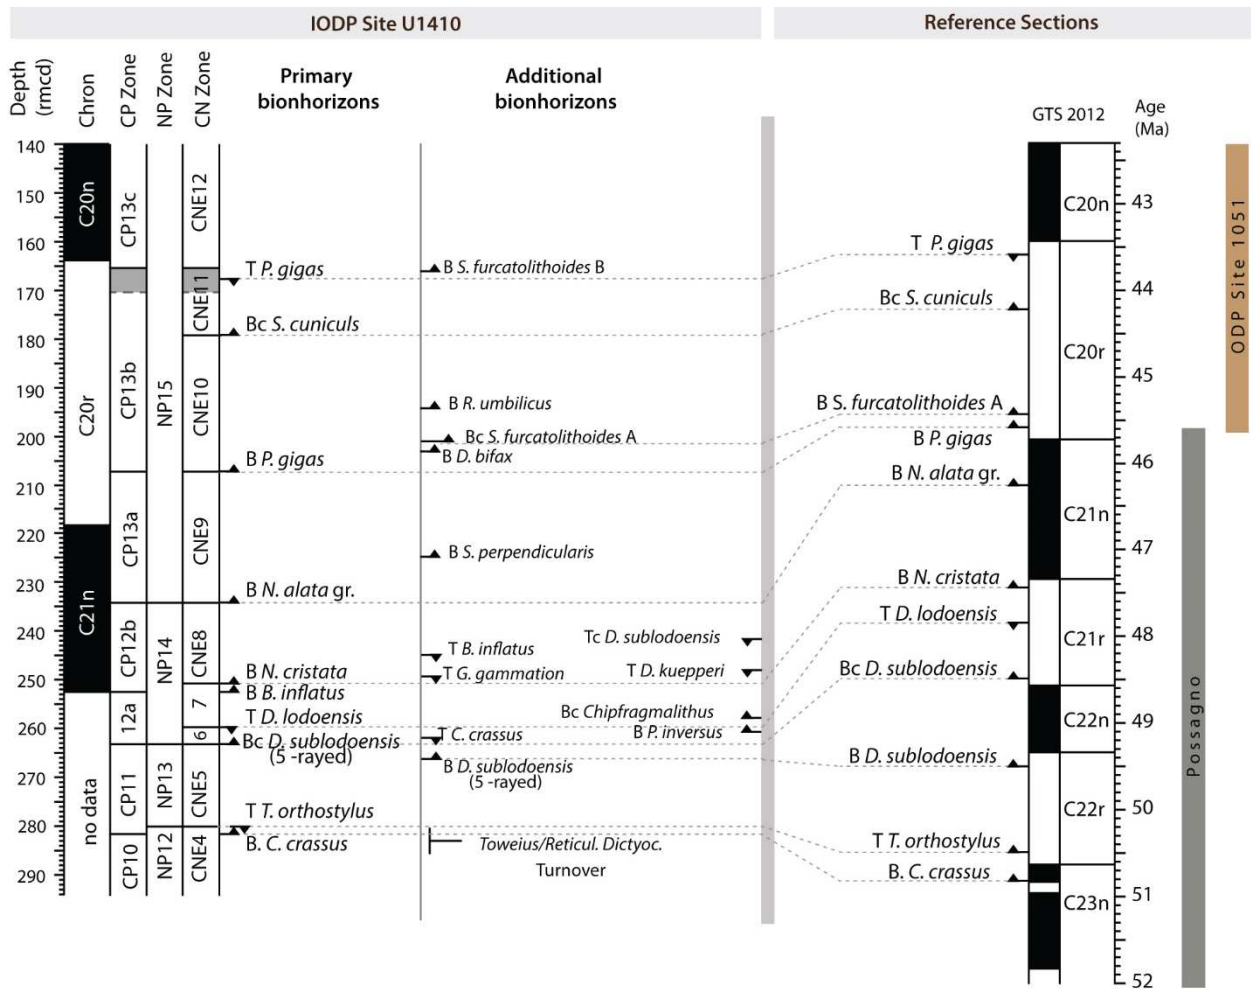 IODP Site U1410
Reference Sections
Depth
(rmcd)
Chron
CP Zone
NP Zone
CN Zone
Primary
bionhorizons
Additional
bionhorizons
GTS 2012
Age
(Ma)
140
150
160
170
180
190
200
210
220
230
240
250
260
270
280
290
C20n
C20r
C21n
no data
CP13c
CP13b
CP13a
CP12b
12a
CP11
CP10
NP15
NP14
NP13
NP12
CNE12
CNE11
CNE10
CNE9
CNE8
7
6
CNE5
CNE4
T P. gigas
Bc S. cuniculs
B P. gigas
B N. alata gr.
B N. cristata
B B. inflatus
T D. lodoensis
Bc D. sublodoensis
(5 -rayed)
T T. orthostylus
B. C. crassus
B S. furcatolithoides B
B R. umbilicus
Bc S. furcatolithoides A
B D. bifax
B S. perpendicularis
T B. inflatus
T G. gammation
T C. crassus
B D. sublodoensis
(5 -rayed)
Toweius/Reticul. Dictyoc.
Turnover
Tc D. sublodoensis
T D. kuepperi
Bc Chipfragmalithus
B P. inversus
T P. gigas
Bc S. cuniculs
B S. furcatolithoides A
B P. gigas
B N. alata gr.
B N. cristata
T D. lodoensis
Bc D. sublodoensis
B D. sublodoensis
T T. orthostylus
B. C. crassus
C20n
C20r
C21n
C21r
C22n
C22r
C23n
43
44
45
46
47
48
49
50
51
52
ODP Site 1051
Possagno